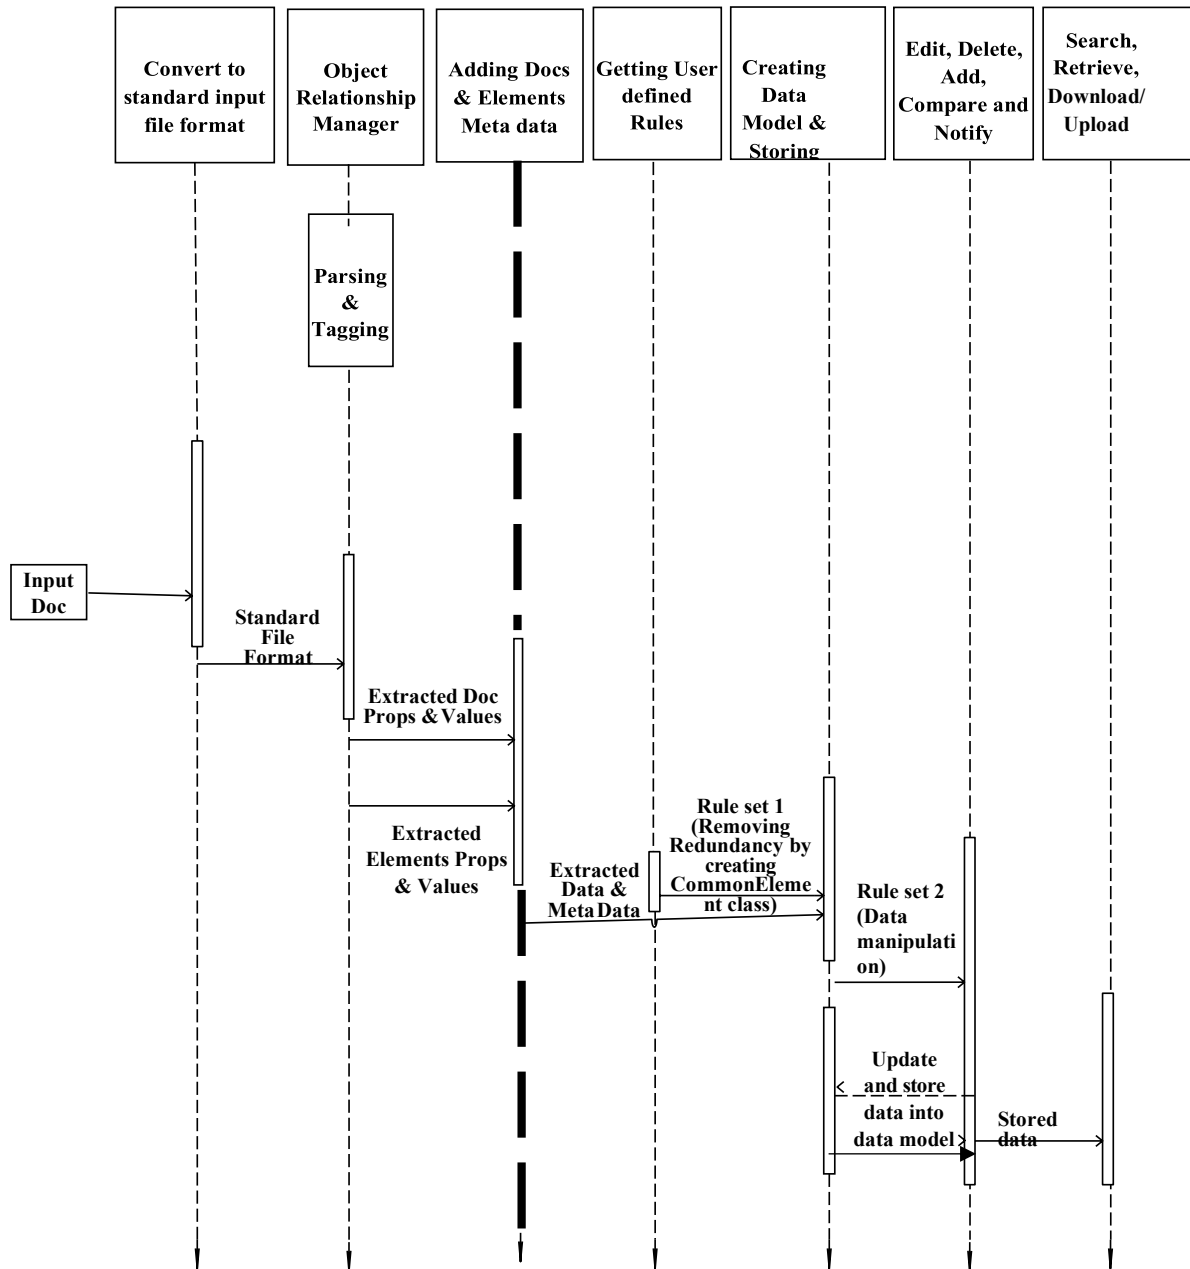 Convert to
standard input
file format
Object
Relationship
Manager
Adding Docs
& Elements
Meta data
Getting User
defined
Rules
Creating
Data
Model &
Storing
Edit, Delete,
Add,
Compare and
Notify
Search,
Retrieve,
Download/
Upload
Parsing
&
Tagging
Input
Doc
Standard
File
Format
Extracted Doc
Props & Values
Extracted
Elements Props
& Values
Extracted
Data &
Meta Data
Rule set 1
(Removing
Redundancy by
creating
CommonEleme
nt class)
Rule set 2
(Data
manipulati
on)
Update
and store
data into
data model
Stored
data